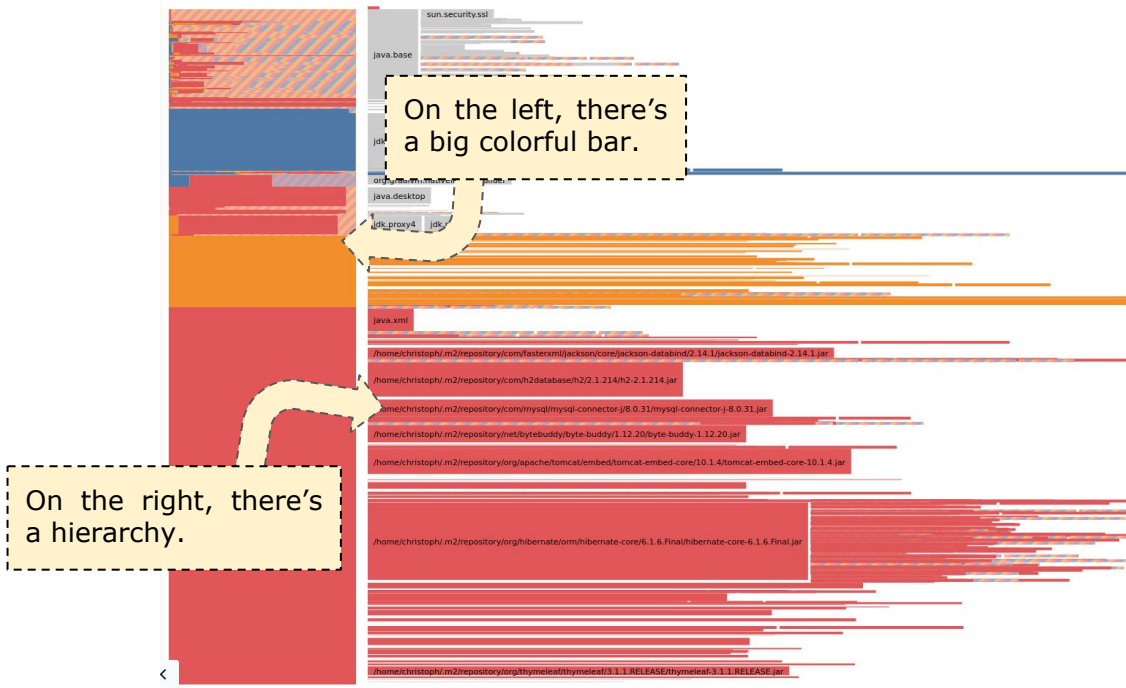 sun.security.ssl
java.base
On the left, there's
a big colorful bar.
java.desktop
jdk.proxy4
java.xml
/home/christoph/.m2/repository/com/fasterxml/jackson/core/jackson-databind/2.14.1/jackson-databind-2.14.1.jar
/home/christoph/.m2/repository/com/h2database/h2/2.1.214/h2-2.1.214.jar
/home/christoph/.m2/repository/com/mysql/mysql-connector-j/8.0.31/mysql-connector-j-8.0.31.jar
/home/christoph/.m2/repository/net/bytebuddy/byte-buddy/1.12.20/byte-buddy-1.12.20.jar
/home/christoph/.m2/repository/org/apache/tomcat/embed/tomcat-embed-core/10.1.4/tomcat-embed-core-10.1.4.jar
On the right, there's
a hierarchy.
/home/christoph/.m2/repository/org/hibernate/orm/hibernate-core/6.1.6.Final/hibernate-core-6.1.6.Final.jar
/home/christoph/.m2/repository/org/thymeleaf/thymeleaf/3.1.1.RELEASE/thymeleaf-3.1.1.RELEASE.jar